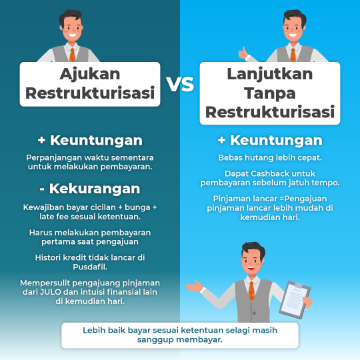 Ajukan
Restrukturisasi
VS
Lanjutkan
Tanpa
Restrukturisasi
+ Keuntungan
Perpanjangan waktu sementara
untuk melakukan pembayaran.
- Kekurangan
Kewajiban bayar cicilan + bunga +
late fee sesuai ketentuan.
Harus melakukan pembayaran
pertama saat pengajuan
Histori kredit tidak lancar di
Pusdafil.
Mempersulit pengajuang pinjaman
dari JULO dan intuisi finansial lain
di kemudian hari.
+ Keuntungan
Bebas hutang lebih cepat.
Dapat Cashback untuk
pembayaran sebelum jatuh tempo.
Pinjaman lancar =Pengajuan
pinjaman lancar lebih mudah di
kemudian hari.
Lebih baik bayar sesuai ketentuan selagi masih
sanggup membayar.